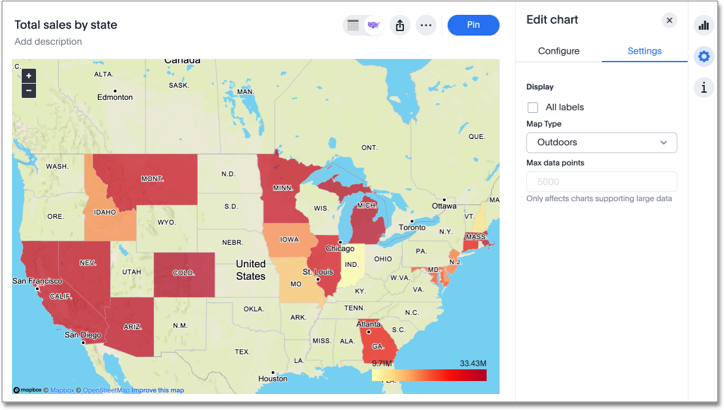 Total sales by state
Add description
Pin
Canada
C.
ALTA.
SASK.
MAN.
Edmonton
ONT.
QUE.
WASH.
MONT.
N.D.
MINN.
ORE.
IDAHO
WYO.
S.D.
WIS.
MICH.
Ottawa
Toronto
VT.
MA
N.Y.
MASS.
NEBR.
IOWA
Chicago
PA.
N.J.
NEV.
UTAH
COLO.
United
States
St. Louis
IND.
OHIO
MD.
San Francisco
CALIF.
MO.
W.VA.
VA.
KY.
San Diego
ARIZ.
N.M.
OKLA.
ARK.
TENN.
N.C.
Atlanta
S.C.
TEX.
MISS.
ALA.
GA.
LA.
Houston
FLA.
9.71M
33.43M
mapbox © Mapbox © OpenStreetMap Improve this map
Edit chart
Configure
Settings
Display
All labels
Map Type
Outdoors
Max data points
5000
Only affects charts supporting large data